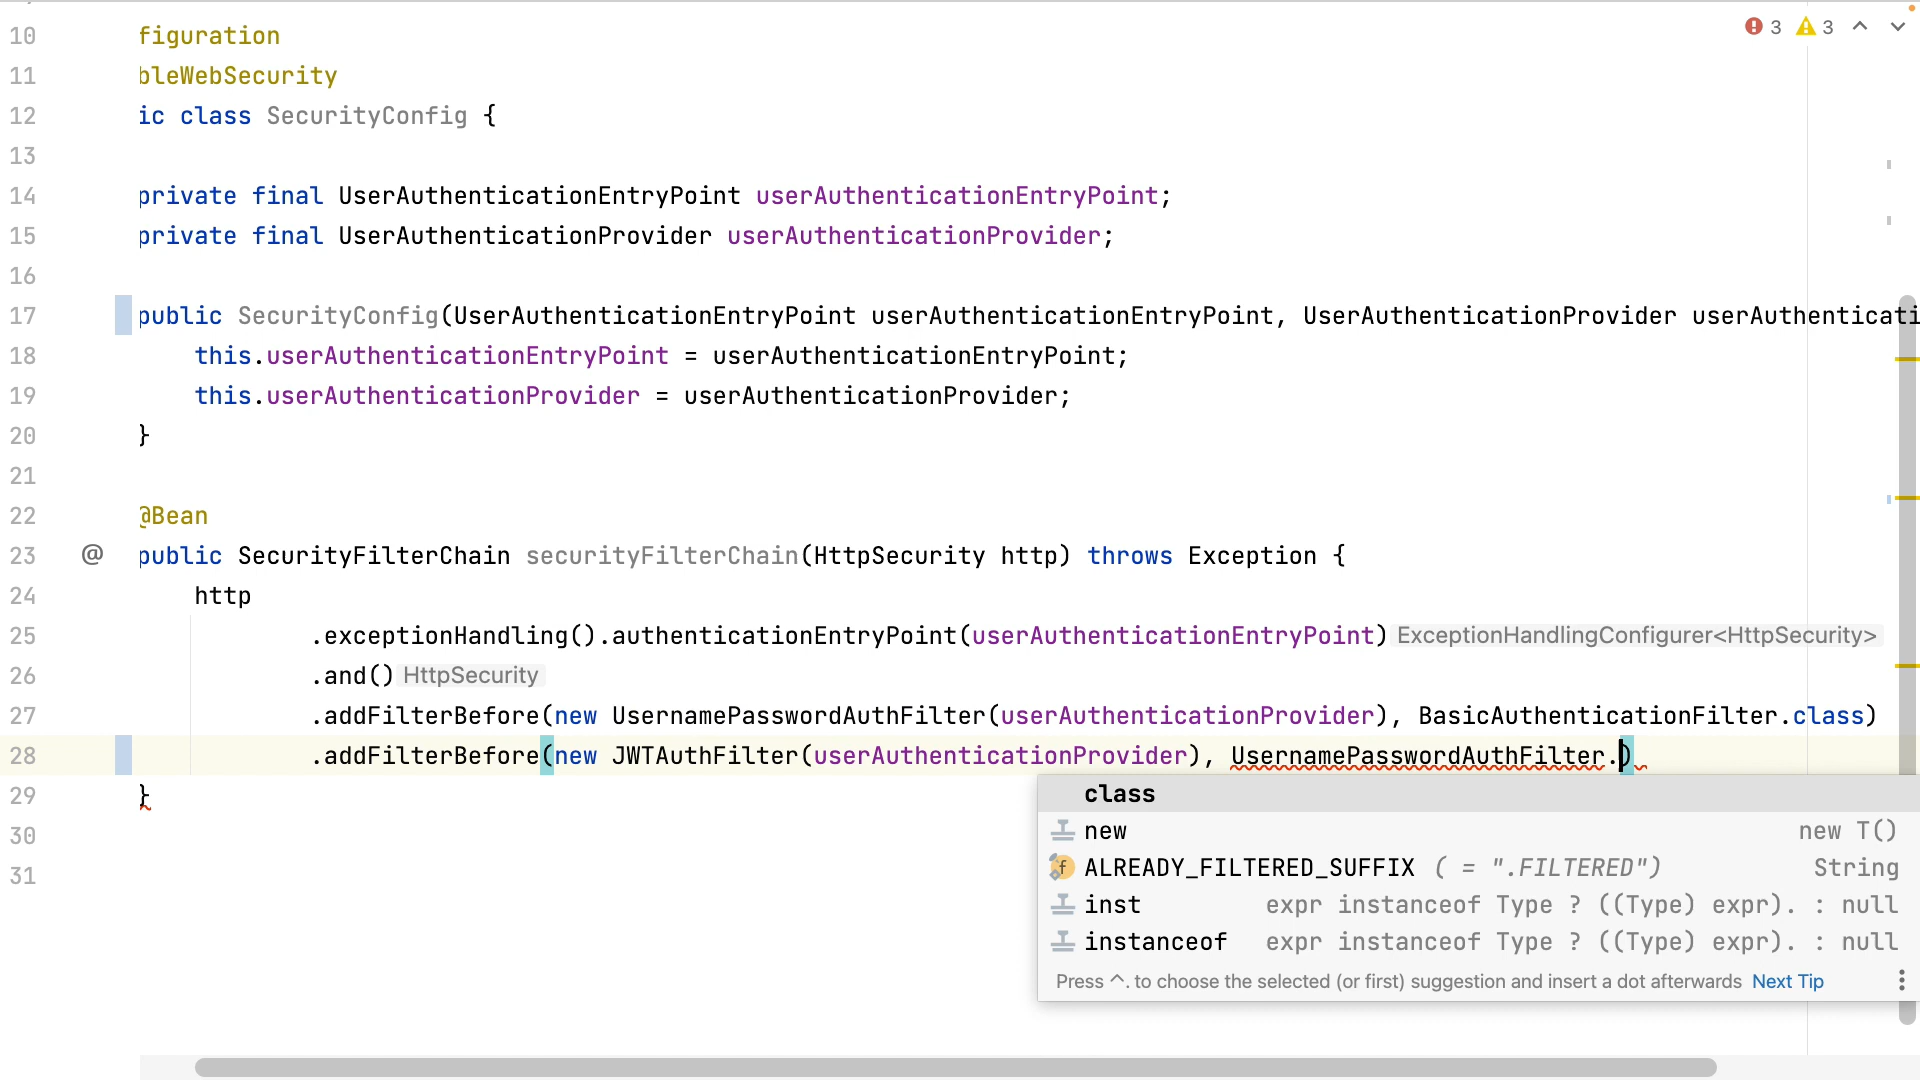 10 figuration
11 bleWebSecurity
12 ic class SecurityConfig {
13
14 private final UserAuthenticationEntryPoint userAuthenticationEntryPoint;
15 private final UserAuthenticationProvider userAuthenticationProvider;
16
17 public SecurityConfig(UserAuthenticationEntryPoint userAuthenticationEntryPoint, UserAuthenticationProvider userAuthenticati
18 this.userAuthenticationEntryPoint = userAuthenticationEntryPoint;
19 this.userAuthenticationProvider = userAuthenticationProvider;
20 }
21
22 @Bean
23 @ public SecurityFilterChain securityFilterChain(HttpSecurity http) throws Exception {
24 http
25 .exceptionHandling().authenticationEntryPoint(userAuthenticationEntryPoint) ExceptionHandlingConfigurer<HttpSecurity>
26 .and() HttpSecurity
27 .addFilterBefore(new UsernamePasswordAuthFilter(userAuthenticationProvider), BasicAuthenticationFilter.class)
28 .addFilterBefore(new JWTAuthFilter(userAuthenticationProvider), UsernamePasswordAuthFilter.)
29 }
30
31
3 3
class
new new T()
ALREADY_FILTERED_SUFFIX ( = ".FILTERED") String
inst expr instanceof Type ? ((Type) expr). : null
instanceof expr instanceof Type ? ((Type) expr). : null
Press ^. to choose the selected (or first) suggestion and insert a dot afterwards Next Tip